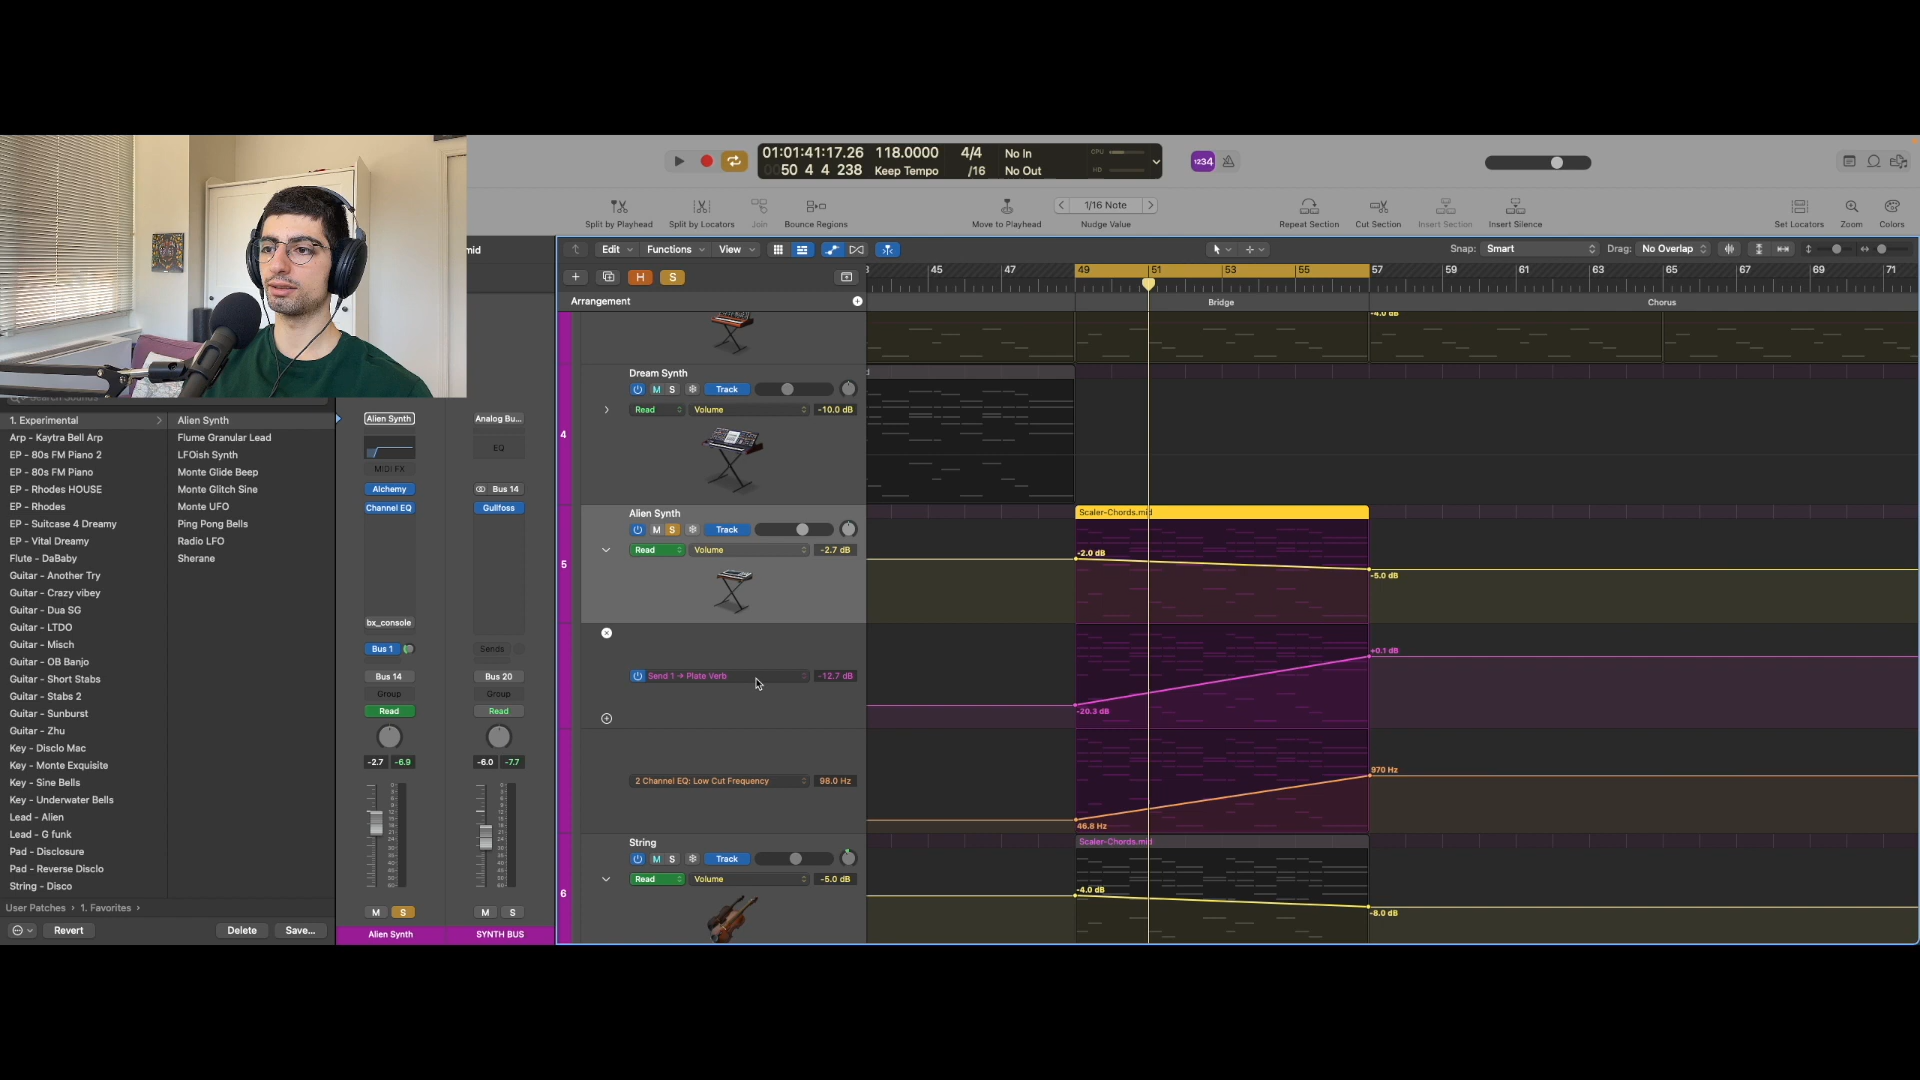 01:01:41:17.26 118.0000 4/4 No In
50 4 4 238 Keep Tempo /16 No Out
CPU
HD
1234
Split by Playhead Split by Locators Join Bounce Regions
Move to Playhead
1/16 Note
Nudge Value
Repeat Section Cut Section Insert Section Insert Silence
Set Locators Zoom Colors
mid
Edit Functions View
Snap: Smart Drag: No Overlap
H S
45 47 49 51 53 55 57 59 61 63 65 67 69 71
Arrangement
Bridge Chorus
-4.0 dB
Dream Synth
M S Track
Read Volume -10.0 dB
4
Alien Synth
M S Track
Read Volume -2.7 dB
5
Scaler-Chords.mid
-2.0 dB
-5.0 dB
Send 1 → Plate Verb -12.7 dB
+0.1 dB
-20.3 dB
2 Channel EQ: Low Cut Frequency 98.0 Hz
970 Hz
46.8 Hz
String
M S Track
Read Volume -5.0 dB
6
Scaler-Chords.mid
-4.0 dB
-8.0 dB
Search Sounds
1. Experimental
Arp - Kaytra Bell Arp
EP - 80s FM Piano 2
EP - 80s FM Piano
EP - Rhodes HOUSE
EP - Rhodes
EP - Suitcase 4 Dreamy
EP - Vital Dreamy
Flute - DaBaby
Guitar - Another Try
Guitar - Crazy vibey
Guitar - Dua SG
Guitar - LTDO
Guitar - Misch
Guitar - OB Banjo
Guitar - Short Stabs
Guitar - Stabs 2
Guitar - Sunburst
Guitar - Zhu
Key - Disclo Mac
Key - Monte Exquisite
Key - Sine Bells
Key - Underwater Bells
Lead - Alien
Lead - G funk
Pad - Disclosure
Pad - Reverse Disclo
String - Disco
Alien Synth
Flume Granular Lead
LFOish Synth
Monte Glide Beep
Monte Glitch Sine
Monte UFO
Ping Pong Bells
Radio LFO
Sherane
User Patches › 1. Favorites ›
Revert Delete Save...
Alien Synth
MIDI FX
Alchemy
Channel EQ
bx_console
Bus 1
Bus 14
Group
Read
-2.7 -6.9
M S
Alien Synth
Analog Bu...
EQ
Bus 14
Gullfoss
Sends
Bus 20
Group
Read
-6.0 -7.7
M S
SYNTH BUS